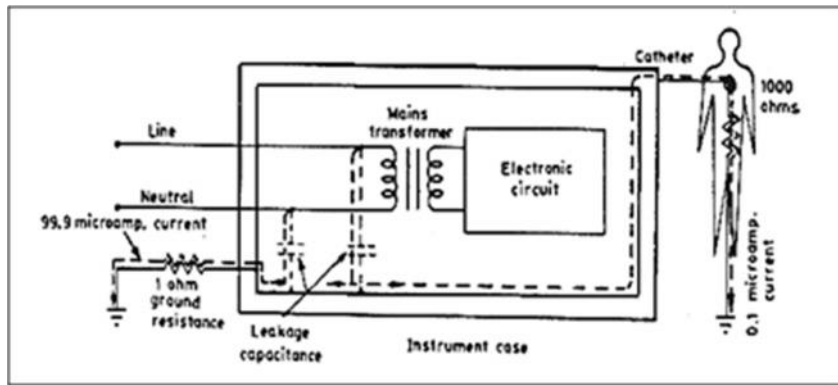 Catheter
1000
ohms
Mains
transformer
Line
Electronic
circuit
Neutral
99.9 microamp. current
1 ohm
ground
resistance
Leakage
capacitance
Instrument case
0.1 microamp.
current